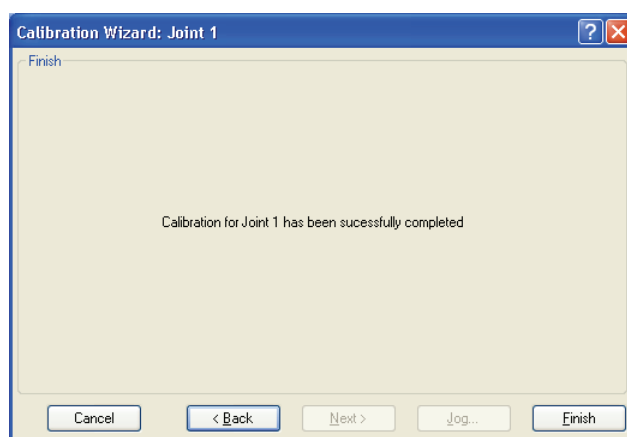 Calibration Wizard: Joint 1
Finish
Calibration for Joint 1 has been sucessfully completed
Cancel
< Back
Next >
Jog...
Finish